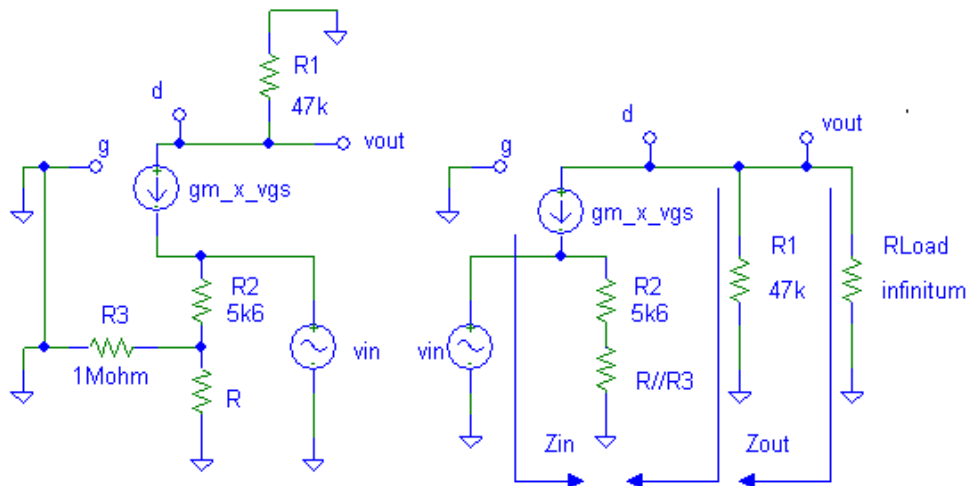 R1
47k
d
vout
g
gm_x_vgs
R2
5k6
R3
1Mohm
R
vin
d
vout
g
gm_x_vgs
R1
47k
RLoad
infinitum
R2
5k6
vin
R//R3
Zin
Zout